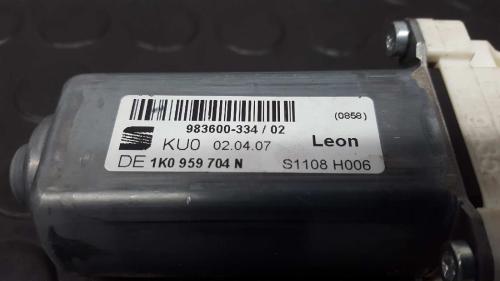 983600-334 / 02
(0858)
KU0 02.04.07 Leon
DE 1K0 959 704 N S1108 H006